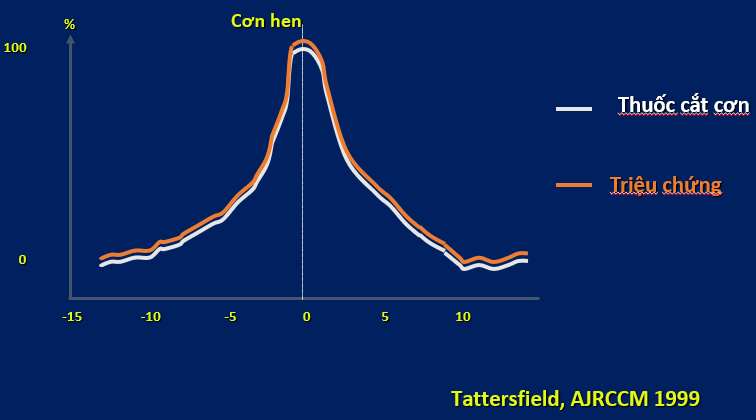 Cơn hen
%
100
Thuốc cắt cơn
Triệu chứng
0
-15 -10 -5 0 5 10
Tattersfield, AJRCCM 1999